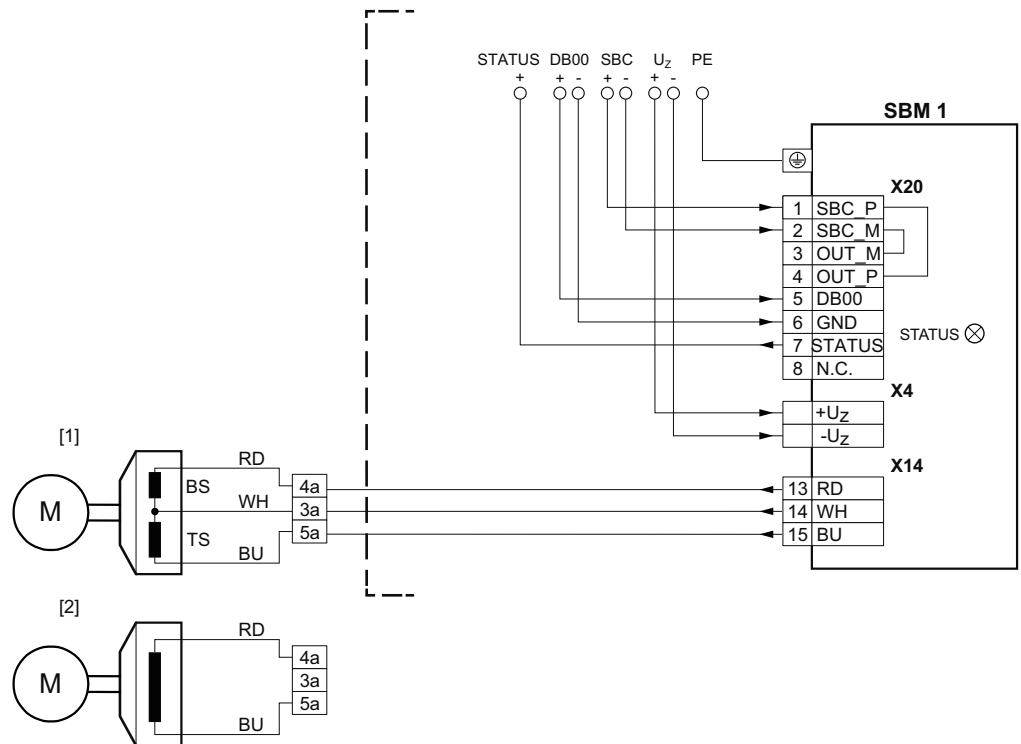 STATUS DB00 SBC UZ PE
+ + - + - + -
SBM 1
X20
1 SBC_P
2 SBC_M
3 OUT_M
4 OUT_P
5 DB00
6 GND
7 STATUS
8 N.C.
STATUS
X4
+UZ
-UZ
X14
13 RD
14 WH
15 BU
[1]
M
BS
TS
RD
WH
BU
4a
3a
5a
[2]
M
RD
BU
4a
3a
5a